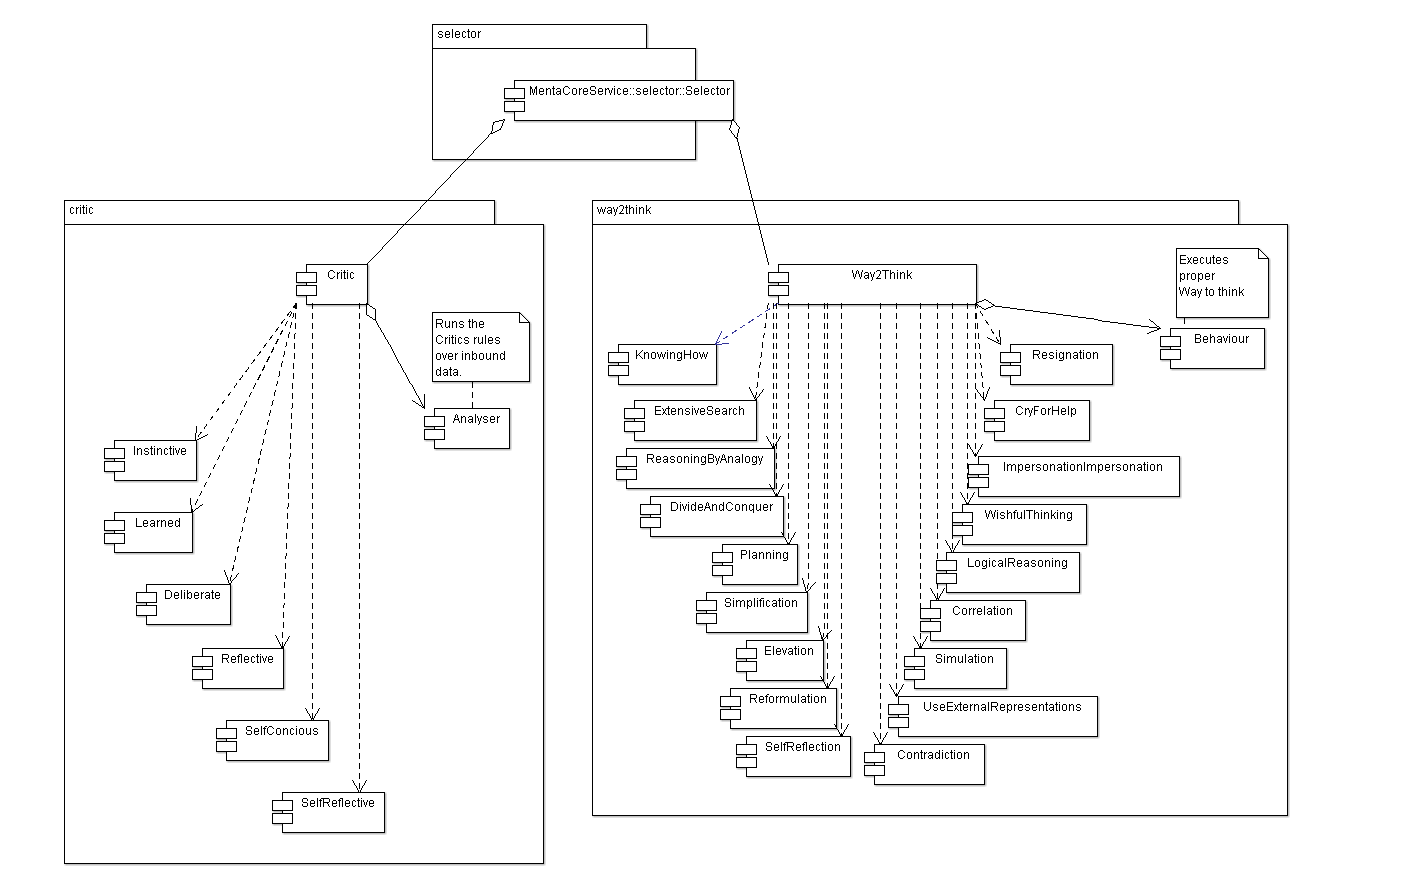 selector
MentaCoreService::selector::Selector
critic
Critic
Runs the
Critics rules
over inbound
data.
Analyser
Instinctive
Learned
Deliberate
Reflective
SelfConcious
SelfReflective
way2think
Way2Think
Executes
proper
Way to think
Behaviour
KnowingHow
Resignation
ExtensiveSearch
CryForHelp
ReasoningByAnalogy
ImpersonationImpersonation
DivideAndConquer
WishfulThinking
Planning
LogicalReasoning
Simplification
Correlation
Elevation
Simulation
Reformulation
UseExternalRepresentations
SelfReflection
Contradiction